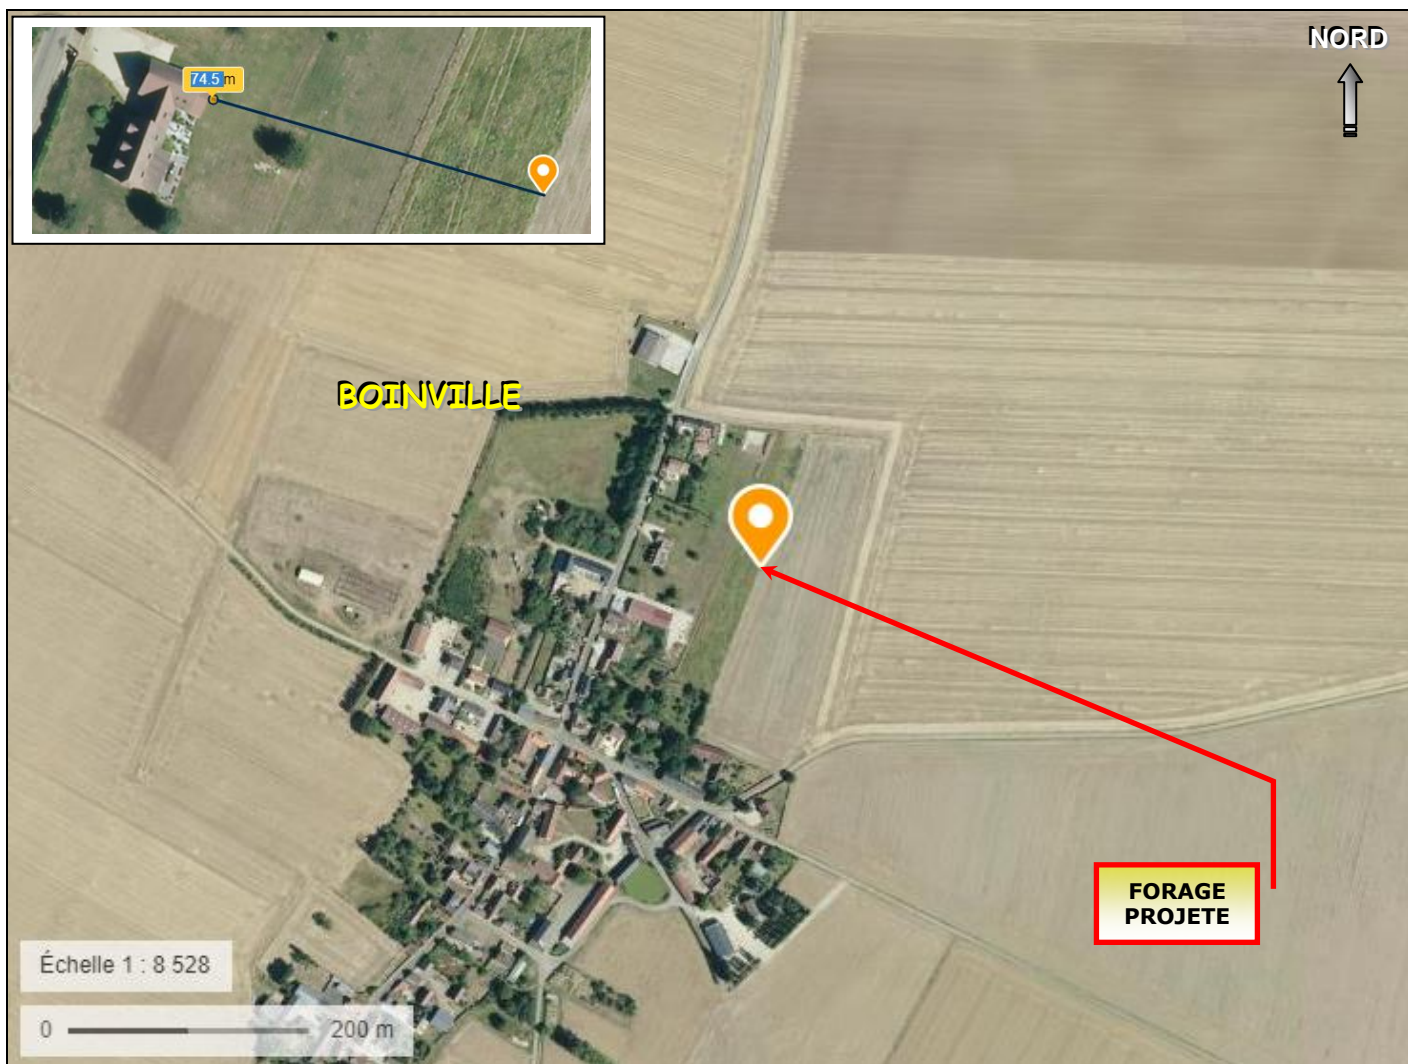 74.5 m
NORD
BOINVILLE
FORAGE
PROJETE
Échelle 1 : 8 528
0 200 m